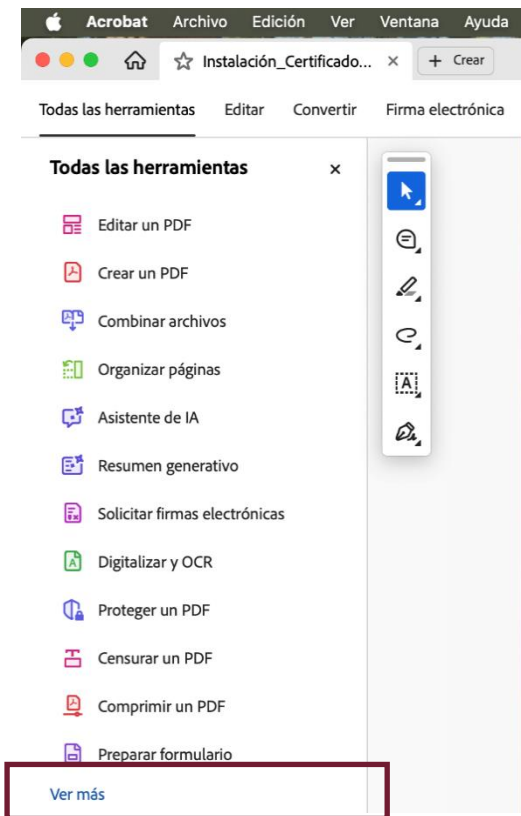 Acrobat Archivo Edición Ver Ventana Ayuda
Instalación_Certificado... × + Crear
Todas las herramientas Editar Convertir Firma electrónica
Todas las herramientas ×
Editar un PDF
Crear un PDF
Combinar archivos
Organizar páginas
Asistente de IA
Resumen generativo
Solicitar firmas electrónicas
Digitalizar y OCR
Proteger un PDF
Censurar un PDF
Comprimir un PDF
Preparar formulario
Ver más